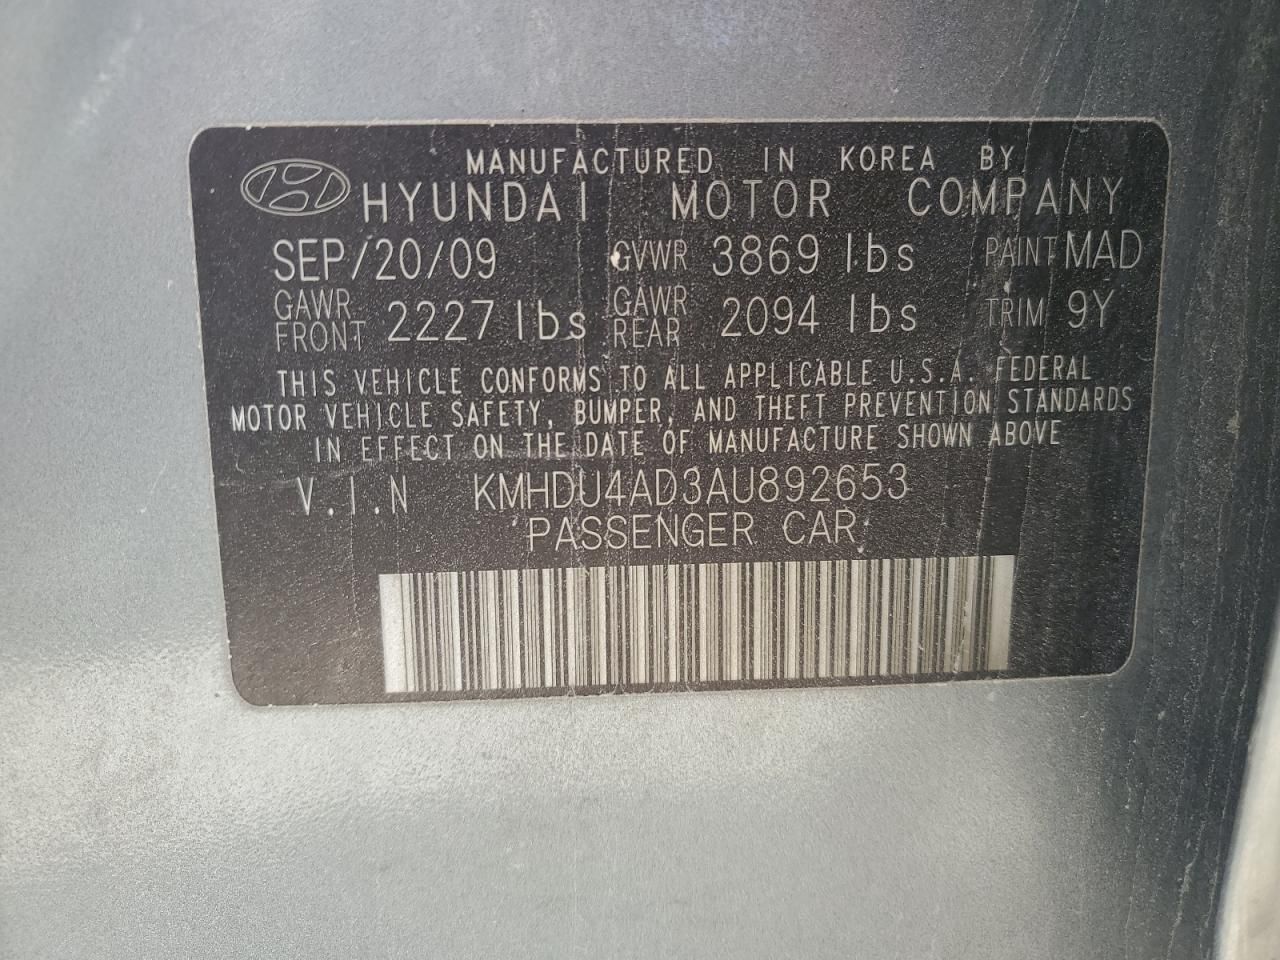 MANUFACTURED IN KOREA BY
HYUNDAI MOTOR COMPANY
SEP/20/09 GVWR 3869 lbs PAINT MAD
GAWR FRONT 2227 lbs GAWR REAR 2094 lbs TRIM 9Y
THIS VEHICLE CONFORMS TO ALL APPLICABLE U.S.A. FEDERAL
MOTOR VEHICLE SAFETY, BUMPER, AND THEFT PREVENTION STANDARDS
IN EFFECT ON THE DATE OF MANUFACTURE SHOWN ABOVE
V.I.N KMHDU4AD3AU892653
PASSENGER CAR